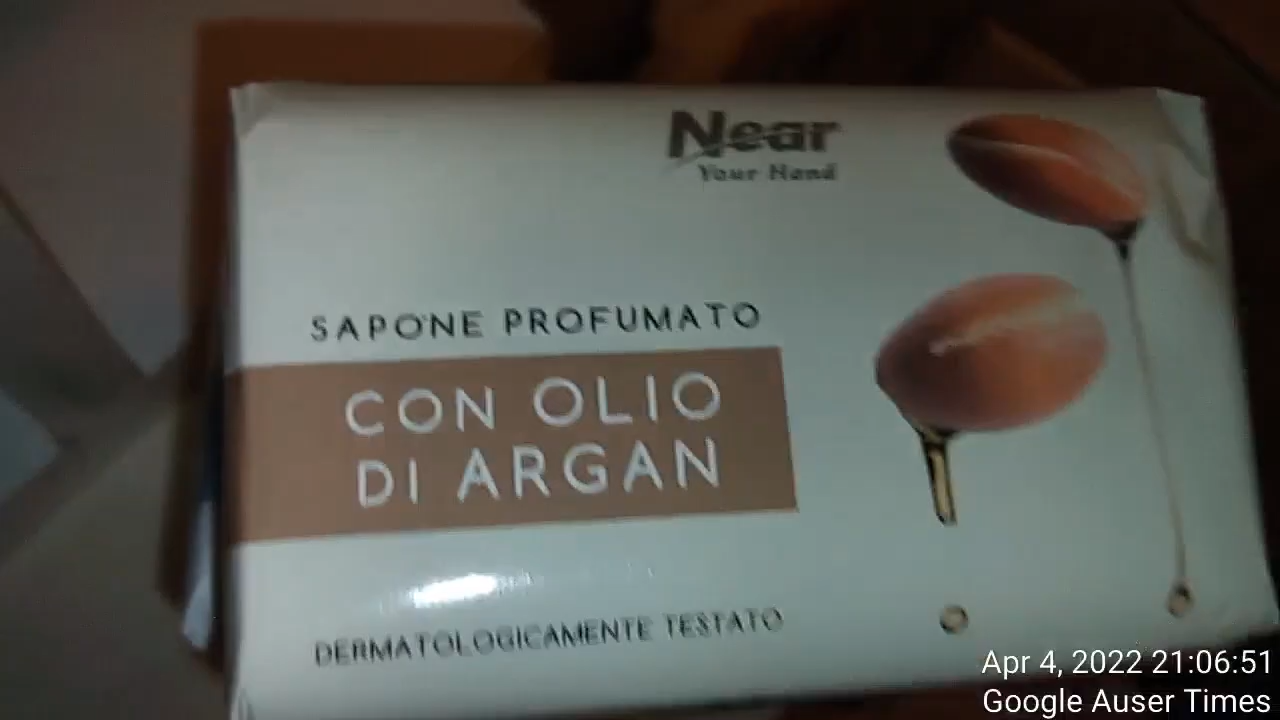 Near
Your Hand
SAPONE PROFUMATO
CON OLIO
DI ARGAN
DERMATOLOGICAMENTE TESTATO
Apr 4, 2022 21:06:51
Google Auser Times